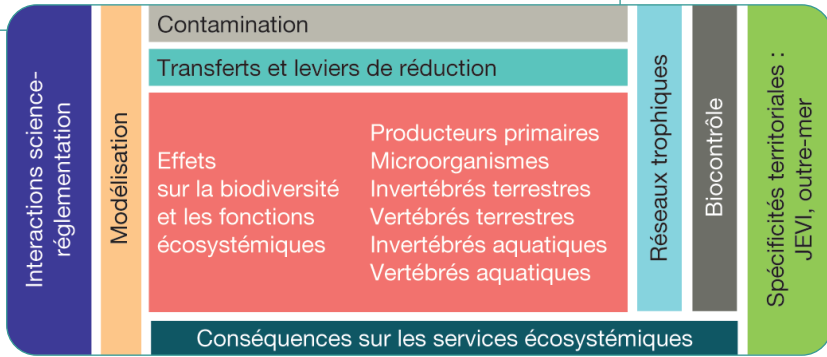 Interactions science-
réglementation
Modélisation
Contamination
Transferts et leviers de réduction
Effets
sur la biodiversité
et les fonctions
écosystémiques
Producteurs primaires
Microorganismes
Invertébrés terrestres
Vertébrés terrestres
Invertébrés aquatiques
Vertébrés aquatiques
Réseaux trophiques
Biocontrôle
Spécificités territoriales :
JEVI, outre-mer
Conséquences sur les services écosystémiques